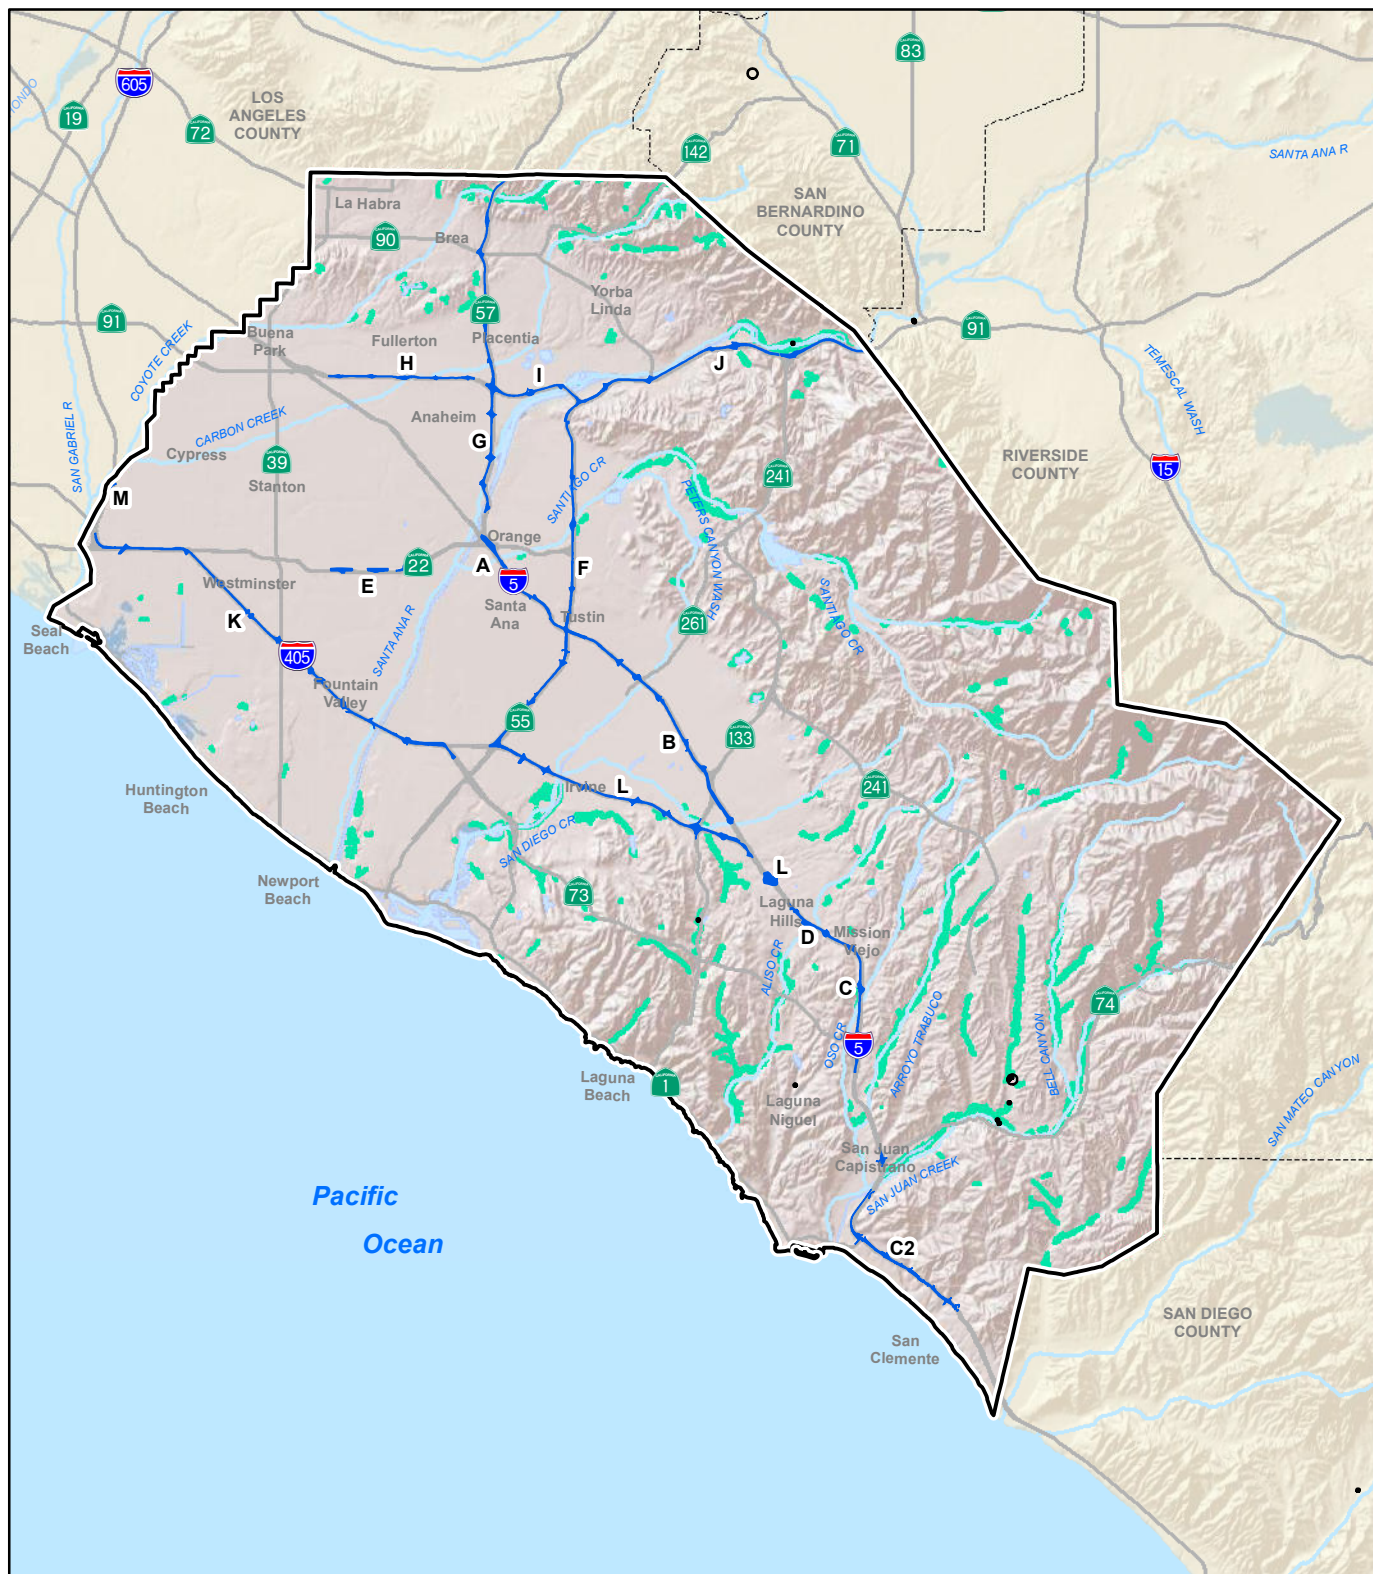 83
605
LOS
ANGELES
COUNTY
19
72
142
71
SANTA ANA R
SAN
BERNARDINO
COUNTY
La Habra
90
Brea
57
Yorba
Linda
91
COYOTE CREEK
Buena
Park
Fullerton
Placentia
91
H
I
J
TEMESCAL WASH
SAN GABRIEL R
CARBON CREEK
Anaheim
G
Cypress
39
Stanton
M
SANTIAGO CR
PETERS CANYON WASH
241
RIVERSIDE
COUNTY
15
Orange
A
22
E
F
5
Westminster
Santa
Ana
Tustin
261
SANTIAGO CR
Seal
Beach
K
SANTA ANA R
405
Fountain
Valley
55
B
133
Huntington
Beach
Irvine
L
241
SAN DIEGO CR
Newport
Beach
73
L
Laguna
Hills
D
Mission
Viejo
ALISO CR
C
74
OSO CR
5
ARROYO TRABUCO
BELL CANYON
Laguna
Beach
1
Laguna
Niguel
SAN MATEO CANYON
San Juan
Capistrano
SAN JUAN CREEK
Pacific
Ocean
C2
SAN DIEGO
COUNTY
San
Clemente